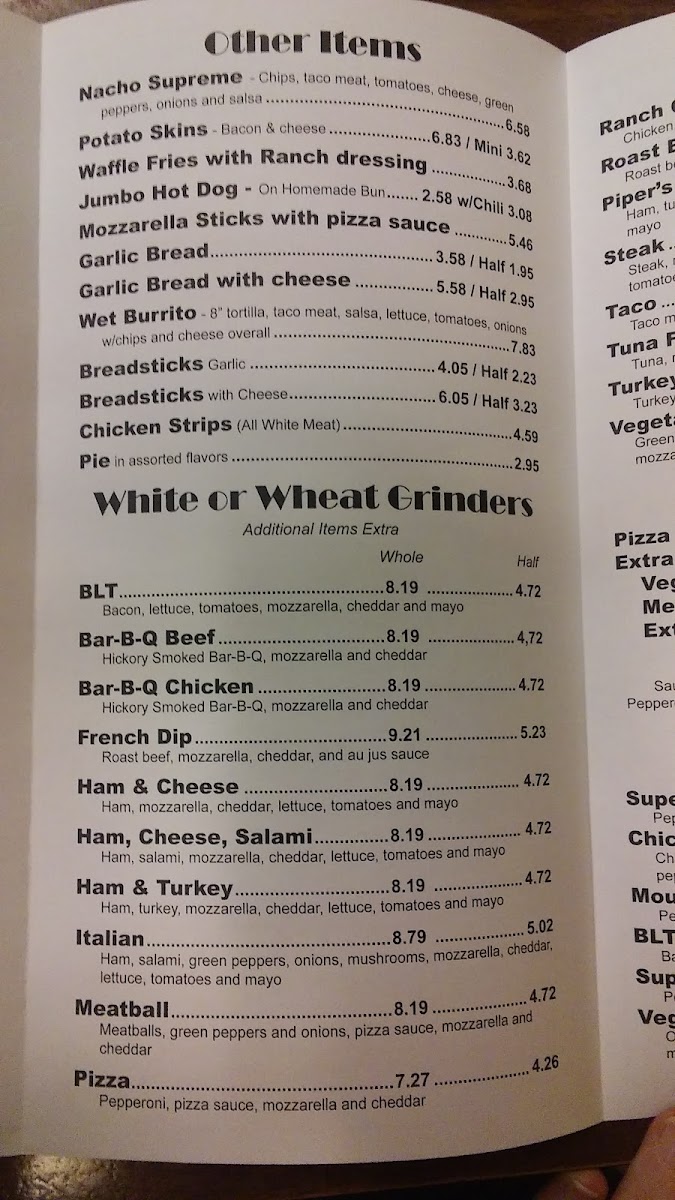 Other Items
Nacho Supreme - Chips, taco meat, tomatoes, cheese, green
peppers, onions and salsa ........ 6.58
Potato Skins - Bacon & cheese ........ 6.83 / Mini 3.62
Waffle Fries with Ranch dressing ........ 3.68
Jumbo Hot Dog - On Homemade Bun....... 2.58 w/Chili 3.08
Mozzarella Sticks with pizza sauce ........ 5.46
Garlic Bread........ 3.58 / Half 1.95
Garlic Bread with cheese ........ 5.58 / Half 2.95
Wet Burrito - 8" tortilla, taco meat, salsa, lettuce, tomatoes, onions
w/chips and cheese overall ........ 7.83
Breadsticks Garlic ........ 4.05 / Half 2.23
Breadsticks with Cheese........ 6.05 / Half 3.23
Chicken Strips (All White Meat)........ 4.59
Pie in assorted flavors ........ 2.95
White or Wheat Grinders
Additional Items Extra
Whole Half
BLT........ 8.19 ........ 4.72
Bacon, lettuce, tomatoes, mozzarella, cheddar and mayo
Bar-B-Q Beef........ 8.19 ........ 4,72
Hickory Smoked Bar-B-Q, mozzarella and cheddar
Bar-B-Q Chicken ........ 8.19 ........ 4.72
Hickory Smoked Bar-B-Q, mozzarella and cheddar
French Dip........ 9.21 ........ 5.23
Roast beef, mozzarella, cheddar, and au jus sauce
Ham & Cheese ........ 8.19 ........ 4.72
Ham, mozzarella, cheddar, lettuce, tomatoes and mayo
Ham, Cheese, Salami........ 8.19 ........ 4.72
Ham, salami, mozzarella, cheddar, lettuce, tomatoes and mayo
Ham & Turkey........ 8.19 ........ 4.72
Ham, turkey, mozzarella, cheddar, lettuce, tomatoes and mayo
Italian........ 8.79 ........ 5.02
Ham, salami, green peppers, onions, mushrooms, mozzarella, cheddar,
lettuce, tomatoes and mayo
Meatball........ 8.19 ........ 4.72
Meatballs, green peppers and onions, pizza sauce, mozzarella and
cheddar
Pizza........ 7.27 ........ 4.26
Pepperoni, pizza sauce, mozzarella and cheddar
Ranch
Chicken
Roast
Roast
Piper's
Ham,
mayo
Steak
Steak,
Taco ...
Taco
Tuna
Tuna,
Turkey
Turkey
Green
Pizza
Extra
BLT